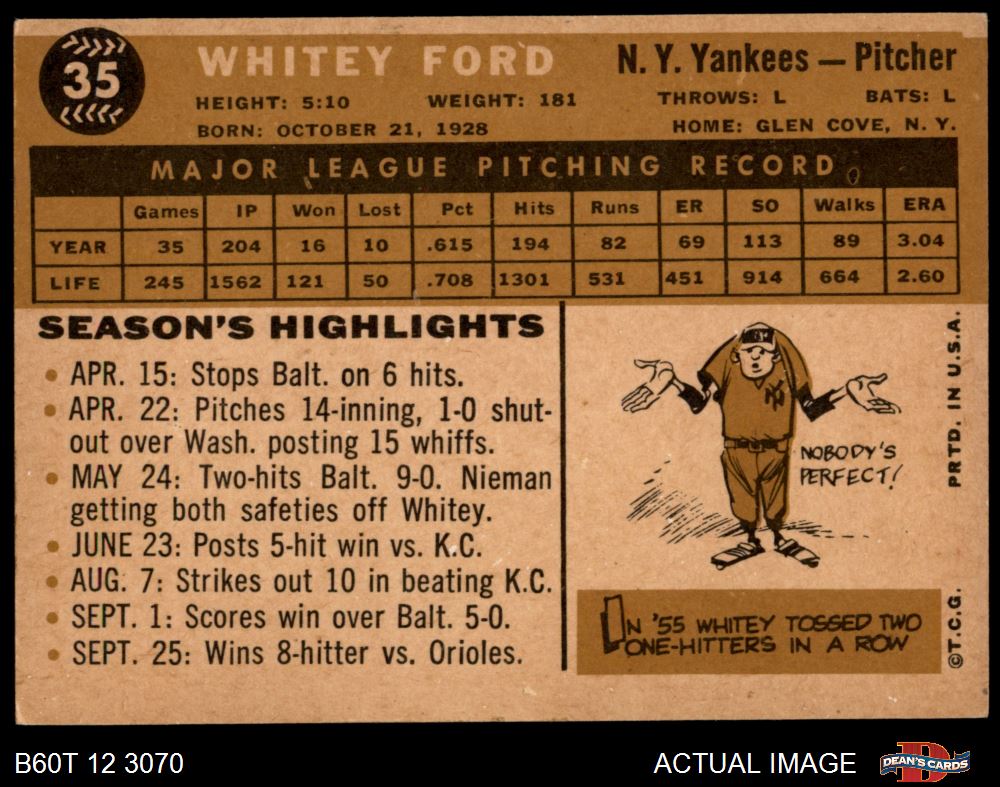 35
WHITEY FORD
N. Y. Yankees — Pitcher
HEIGHT: 5:10 WEIGHT: 181 THROWS: L BATS: L
BORN: OCTOBER 21, 1928 HOME: GLEN COVE, N. Y.
MAJOR LEAGUE PITCHING RECORD
Games IP Won Lost Pct Hits Runs ER SO Walks ERA
YEAR 35 204 16 10 .615 194 82 69 113 89 3.04
LIFE 245 1562 121 50 .708 1301 531 451 914 664 2.60
SEASON'S HIGHLIGHTS
• APR. 15: Stops Balt. on 6 hits.
• APR. 22: Pitches 14-inning, 1-0 shut-
out over Wash. posting 15 whiffs.
• MAY 24: Two-hits Balt. 9-0. Nieman
getting both safeties off Whitey.
• JUNE 23: Posts 5-hit win vs. K.C.
• AUG. 7: Strikes out 10 in beating K.C.
• SEPT. 1: Scores win over Balt. 5-0.
• SEPT. 25: Wins 8-hitter vs. Orioles.
NY
NOBODY'S
PERFECT!
IN '55 WHITEY TOSSED TWO
ONE-HITTERS IN A ROW
PRTD. IN U.S.A.
©T.C.G.
B60T 12 3070
ACTUAL IMAGE
DEAN'S CARDS